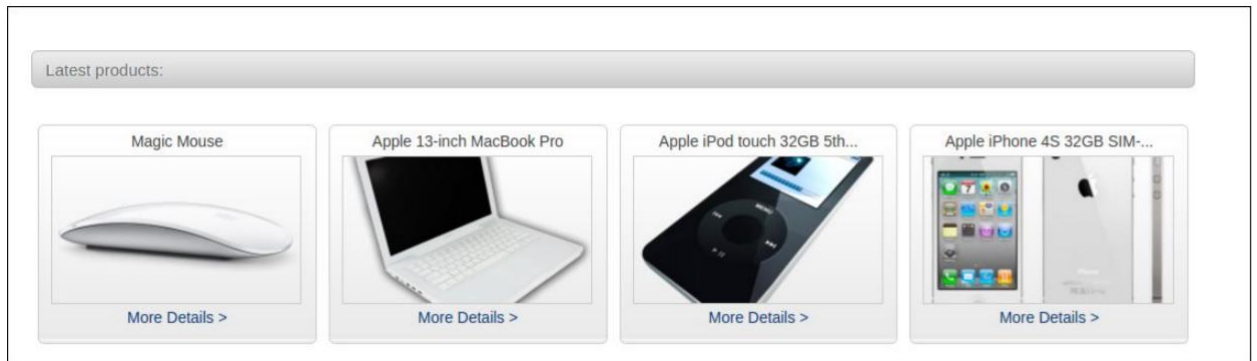 Latest products:
Magic Mouse
Apple 13-inch MacBook Pro
Apple iPod touch 32GB 5th...
Apple iPhone 4S 32GB SIM-...
MENU
More Details >
More Details >
More Details >
More Details >